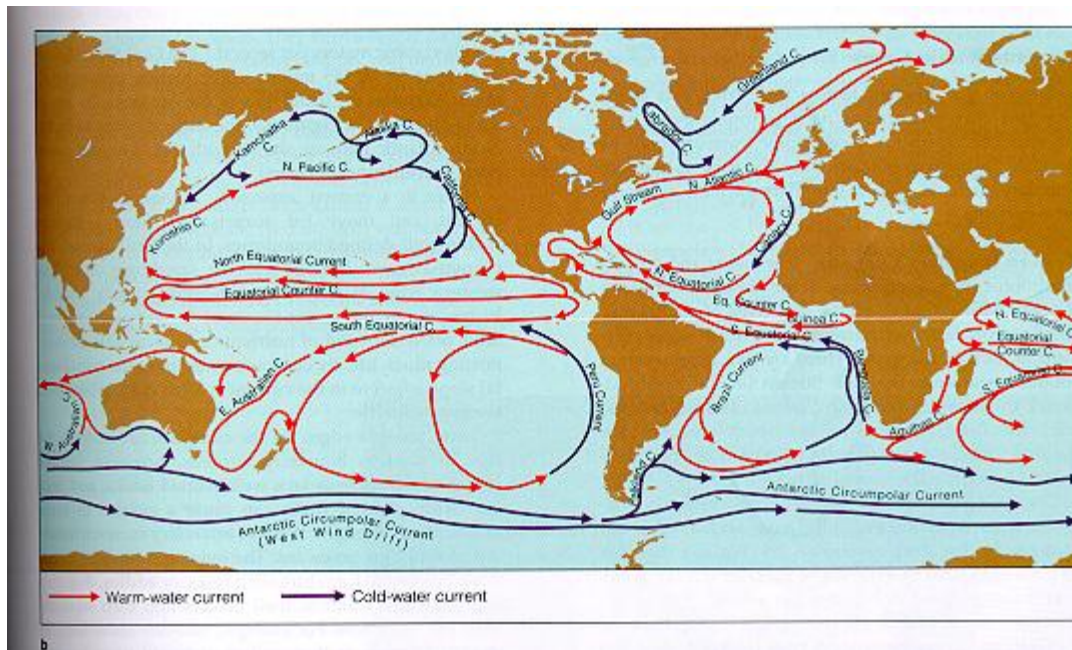 Greenland C.
Labrador C.
Kamchatka
C.
Alaska C.
N. Pacific C.
California C.
Kuroshio C.
North Equatorial Current
Equatorial Counter C.
South Equatorial C.
Gulf Stream
N. Atlantic C.
Canary C.
N. Equatorial C.
Eq. Counter C.
Guinea C.
S. Equatorial C.
N. Equatorial C.
Equatorial
Counter C.
S. Equatorial C.
E. Australian C.
W. Australian C.
Peru Current
Brazil Current
Benguela C.
Agulhas C.
Falkland C.
Antarctic Circumpolar Current
(West Wind Drift)
Antarctic Circumpolar Current
Warm-water current
Cold-water current
b